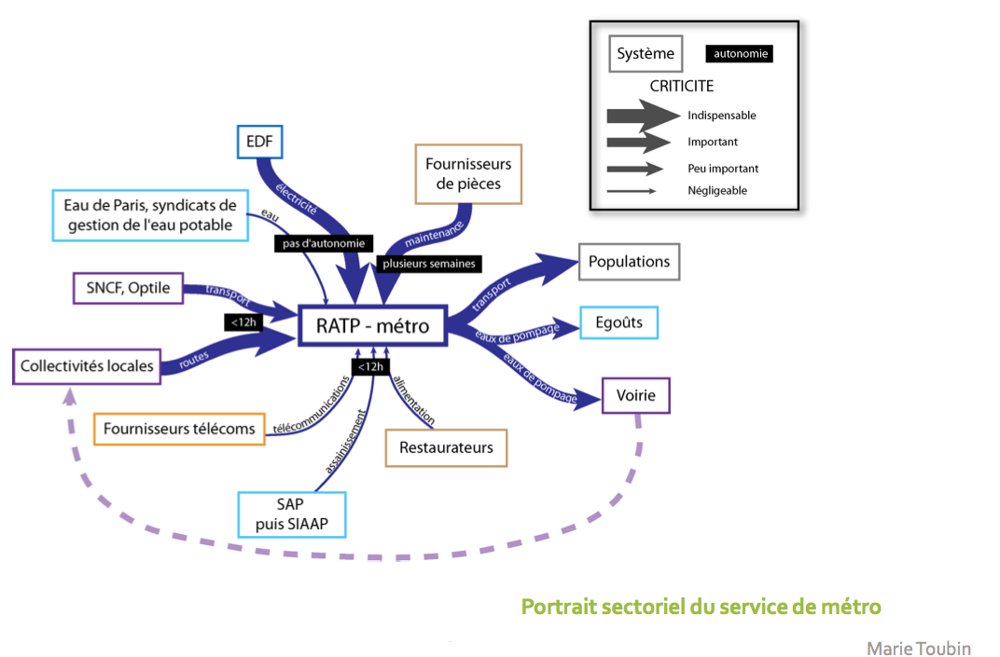 Système
autonomie
CRITICITE
Indispensable
Important
Peu important
Négligeable
EDF
Fournisseurs
de pièces
électricité
Eau de Paris, syndicats de
gestion de l'eau potable
eau
maintenance
pas d'autonomie
plusieurs semaines
Populations
SNCF, Optile
transport
transport
<12h
RATP - métro
Egoûts
eaux de pompage
Collectivités locales
routes
<12h
eaux de pompage
Voirie
télécommunications
alimentation
Fournisseurs télécoms
assainissement
Restaurateurs
SAP
puis SIAAP
Portrait sectoriel du service de métro
Marie Toubin